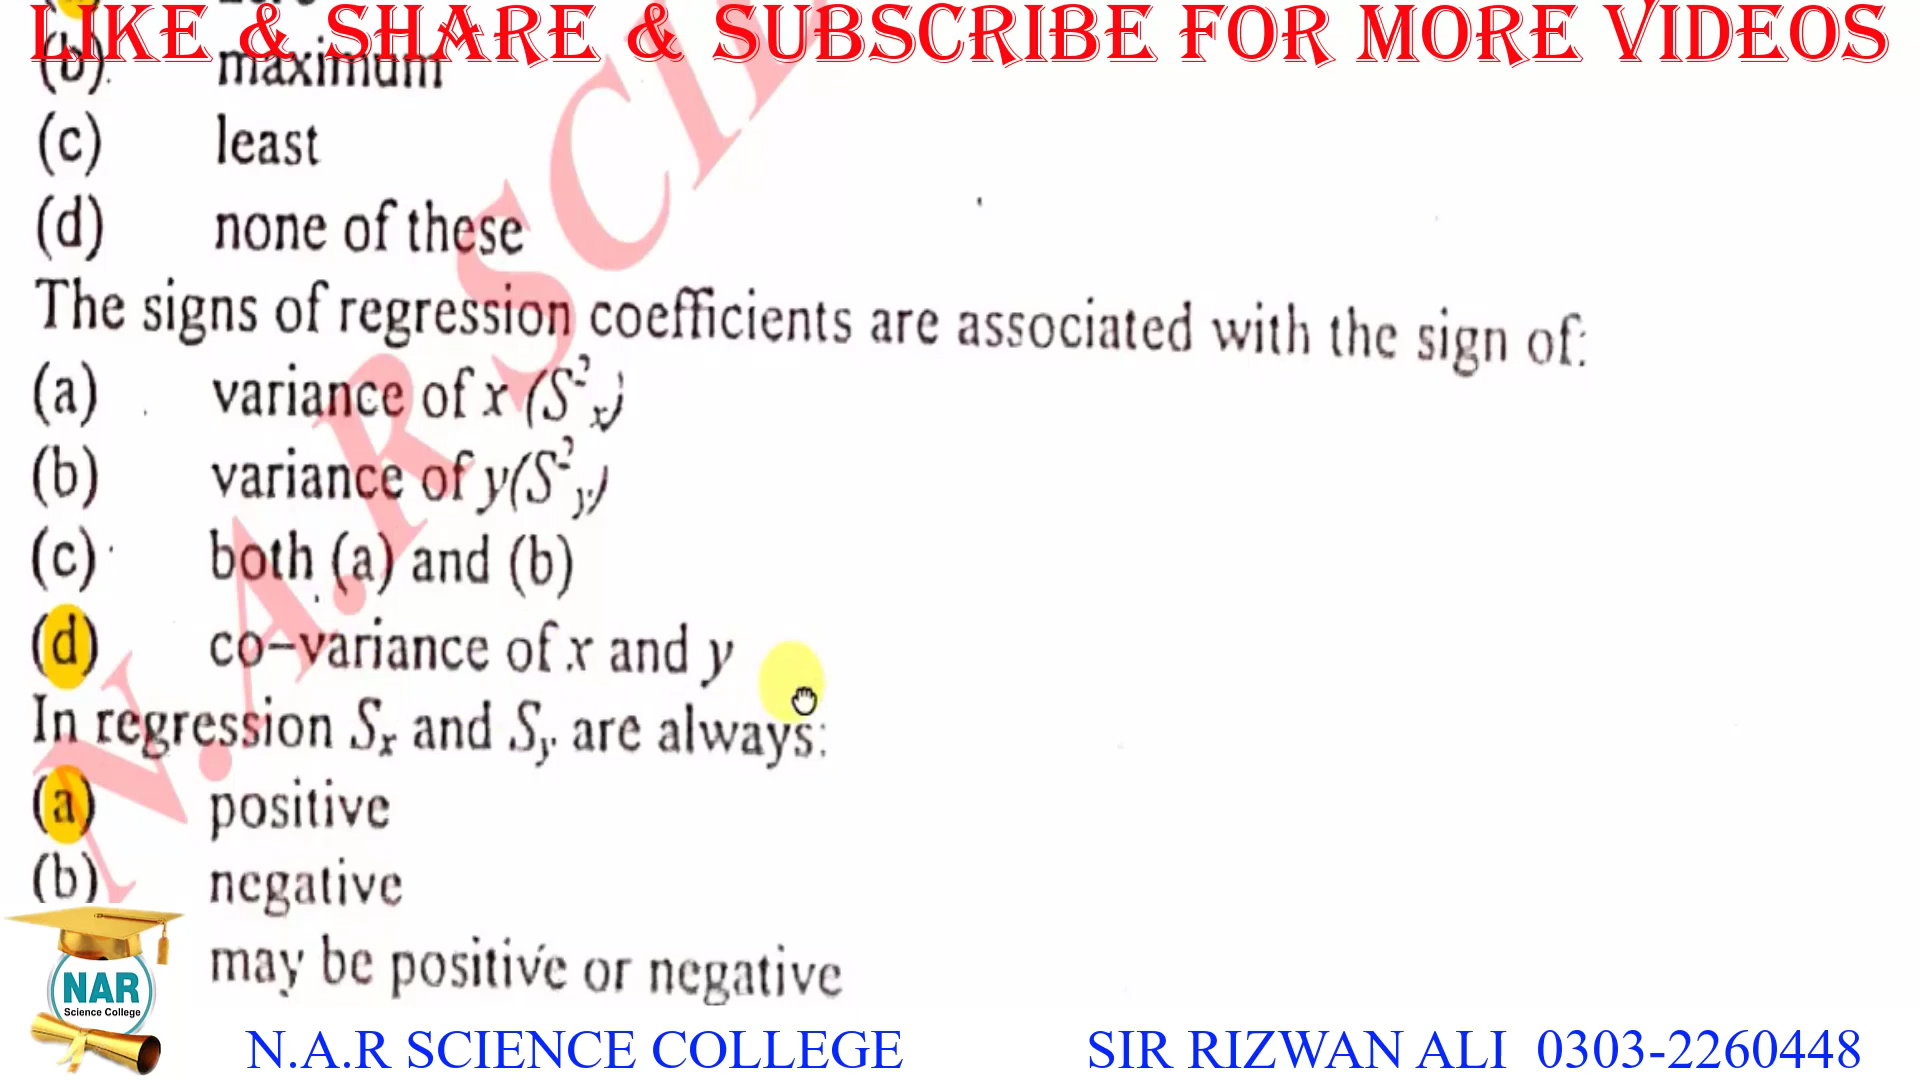 LIKE & SHARE & SUBSCRIBE FOR MORE VIDEOS
(b) maximum
(c) least
(d) none of these
The signs of regression coefficients are associated with the sign of:
(a) variance of x (S²ₓ)
(b) variance of y(S²y)
(c) both (a) and (b)
(d) co-variance of x and y
In regression Sₓ and Sy are always:
(a) positive
(b) negative
may be positive or negative
N.A.R SCIE
NAR
Science College
N.A.R SCIENCE COLLEGE SIR RIZWAN ALI 0303-2260448